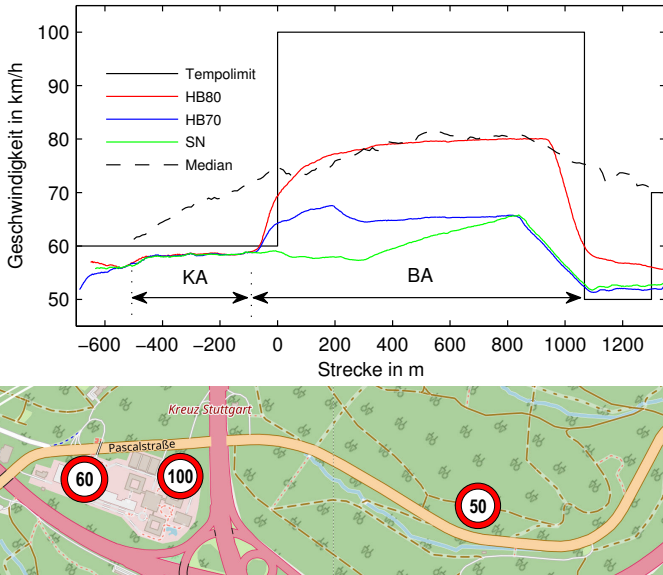 Geschwindigkeit in km/h
100
90
80
70
60
50
Tempolimit
HB80
HB70
SN
Median
KA
BA
−600 −400 −200 0 200 400 600 800 1000 1200
Strecke in m
Kreuz Stuttgart
Pascalstraße
60
100
50